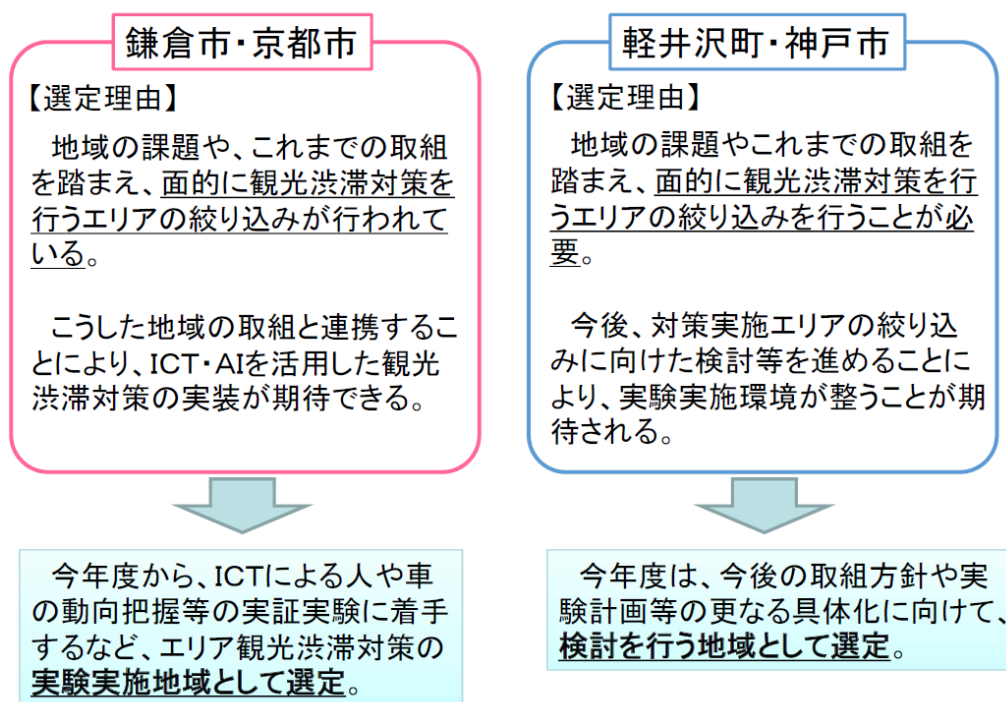 鎌倉市・京都市
【選定理由】
地域の課題や、これまでの取組
を踏まえ、面的に観光渋滞対策を
行うエリアの絞り込みが行われて
いる。
こうした地域の取組と連携するこ
とにより、ICT・AIを活用した観光
渋滞対策の実装が期待できる。
今年度から、ICTによる人や車
の動向把握等の実証実験に着手
するなど、エリア観光渋滞対策の
実験実施地域として選定。
軽井沢町・神戸市
【選定理由】
地域の課題やこれまでの取組を
踏まえ、面的に観光渋滞対策を行
うエリアの絞り込みを行うことが必
要。
今後、対策実施エリアの絞り込
みに向けた検討等を進めることに
より、実験実施環境が整うことが期
待される。
今年度は、今後の取組方針や実
験計画等の更なる具体化に向けて、
検討を行う地域として選定。